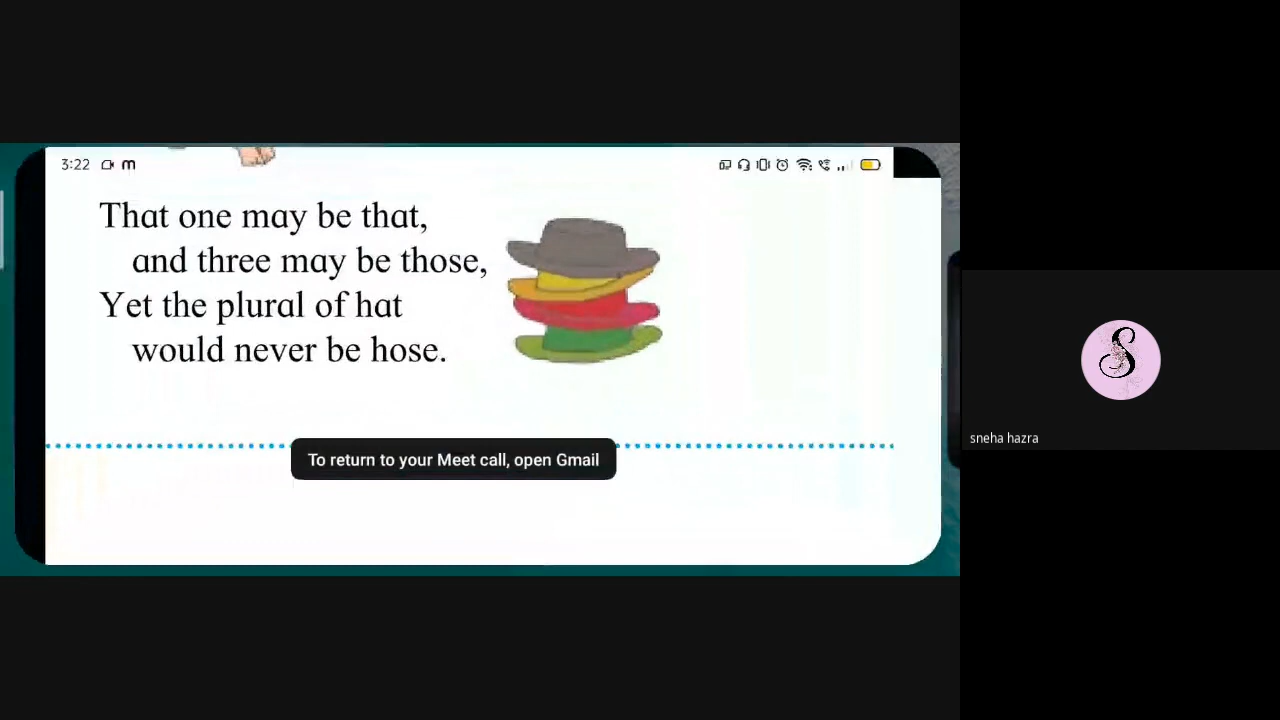 3:22 m
That one may be that,
and three may be those,
Yet the plural of hat
would never be hose.
To return to your Meet call, open Gmail
S
sneha hazra